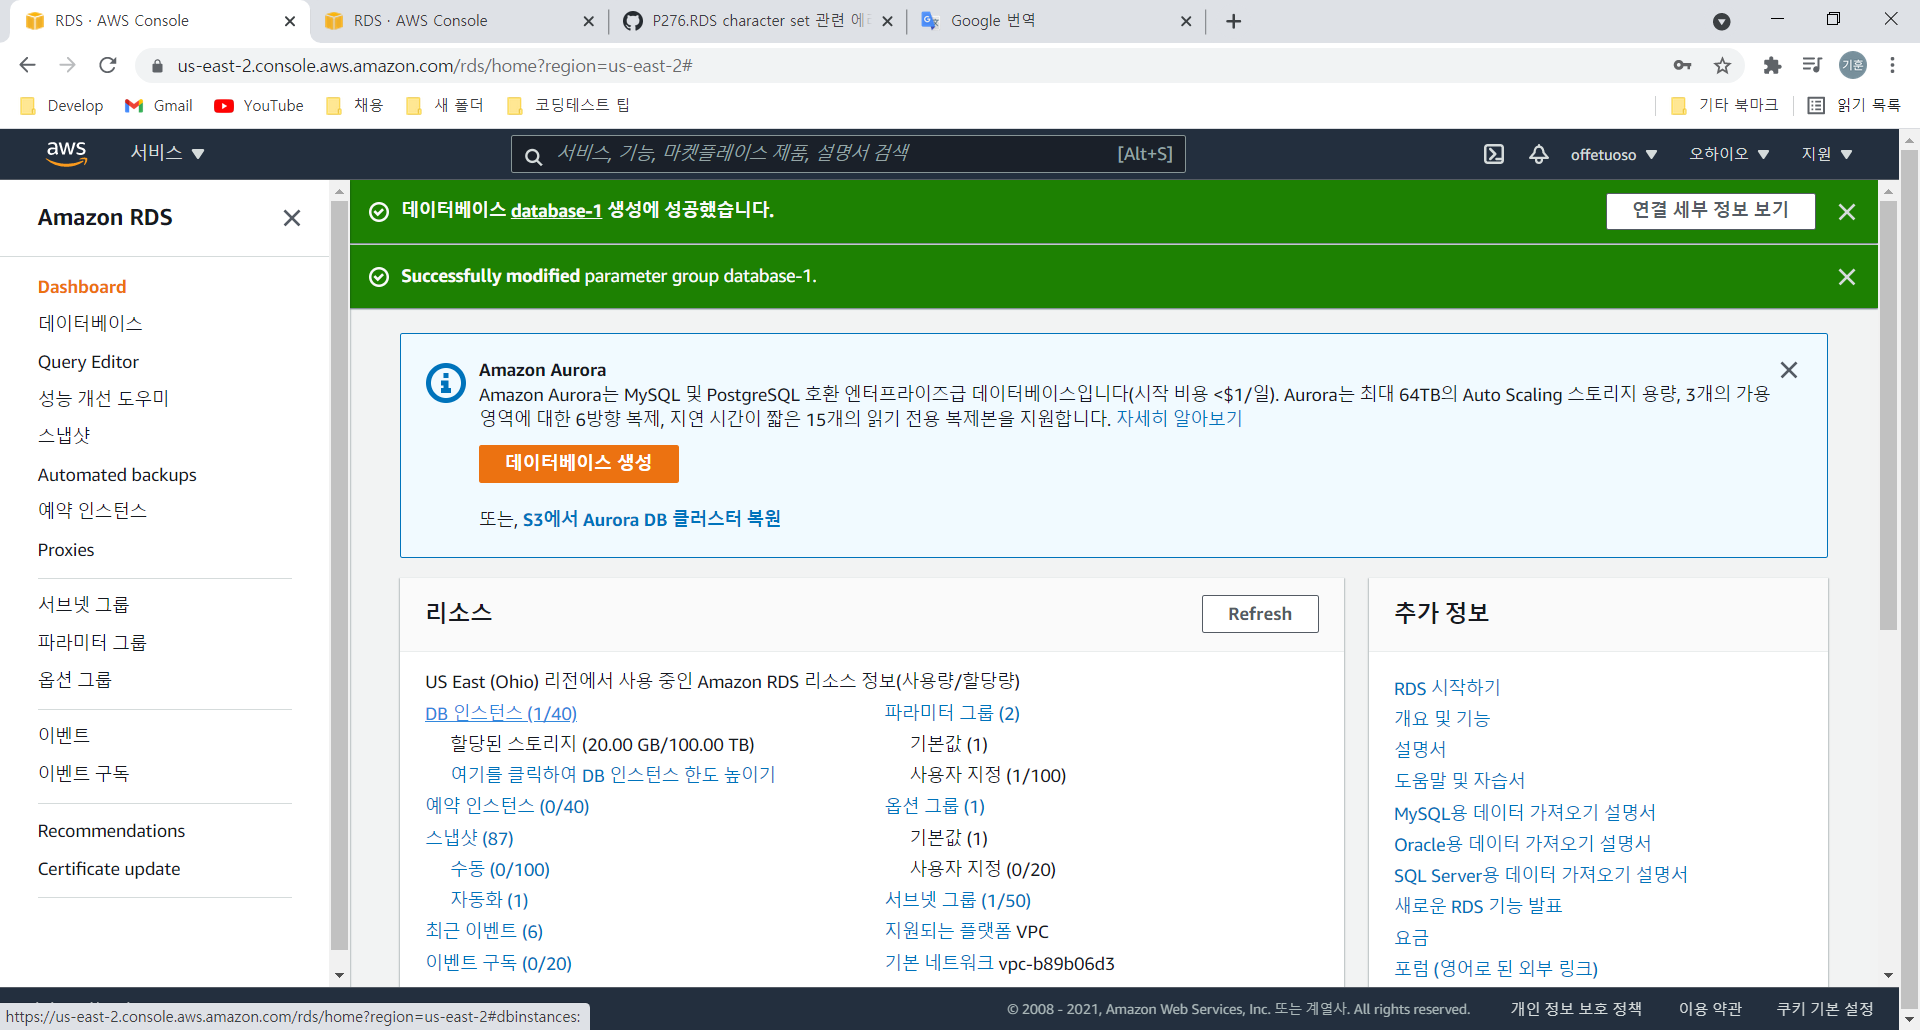 RDS · AWS Console
RDS · AWS Console
P276.RDS character set 관련 에러
Google 번역
us-east-2.console.aws.amazon.com/rds/home?region=us-east-2#
기훈
Develop
Gmail
YouTube
채용
새 폴더
코딩테스트 팁
기타 북마크
읽기 목록
aws
서비스
서비스, 기능, 마켓플레이스 제품, 설명서 검색
[Alt+S]
offetuoso
오하이오
지원
Amazon RDS
Dashboard
데이터베이스
Query Editor
성능 개선 도우미
스냅샷
Automated backups
예약 인스턴스
Proxies
서브넷 그룹
파라미터 그룹
옵션 그룹
이벤트
이벤트 구독
Recommendations
Certificate update
데이터베이스 database-1 생성에 성공했습니다.
연결 세부 정보 보기
Successfully modified parameter group database-1.
Amazon Aurora
Amazon Aurora는 MySQL 및 PostgreSQL 호환 엔터프라이즈급 데이터베이스입니다(시작 비용 <$1/일). Aurora는 최대 64TB의 Auto Scaling 스토리지 용량, 3개의 가용
영역에 대한 6방향 복제, 지연 시간이 짧은 15개의 읽기 전용 복제본을 지원합니다. 자세히 알아보기
데이터베이스 생성
또는, S3에서 Aurora DB 클러스터 복원
리소스
Refresh
US East (Ohio) 리전에서 사용 중인 Amazon RDS 리소스 정보(사용량/할당량)
DB 인스턴스 (1/40)
할당된 스토리지 (20.00 GB/100.00 TB)
여기를 클릭하여 DB 인스턴스 한도 높이기
예약 인스턴스 (0/40)
스냅샷 (87)
수동 (0/100)
자동화 (1)
최근 이벤트 (6)
이벤트 구독 (0/20)
파라미터 그룹 (2)
기본값 (1)
사용자 지정 (1/100)
옵션 그룹 (1)
기본값 (1)
사용자 지정 (0/20)
서브넷 그룹 (1/50)
지원되는 플랫폼 VPC
기본 네트워크 vpc-b89b06d3
추가 정보
RDS 시작하기
개요 및 기능
설명서
도움말 및 자습서
MySQL용 데이터 가져오기 설명서
Oracle용 데이터 가져오기 설명서
SQL Server용 데이터 가져오기 설명서
새로운 RDS 기능 발표
요금
포럼 (영어로 된 외부 링크)
https://us-east-2.console.aws.amazon.com/rds/home?region=us-east-2#dbinstances:
© 2008 - 2021, Amazon Web Services, Inc. 또는 계열사. All rights reserved.
개인 정보 보호 정책
이용 약관
쿠키 기본 설정